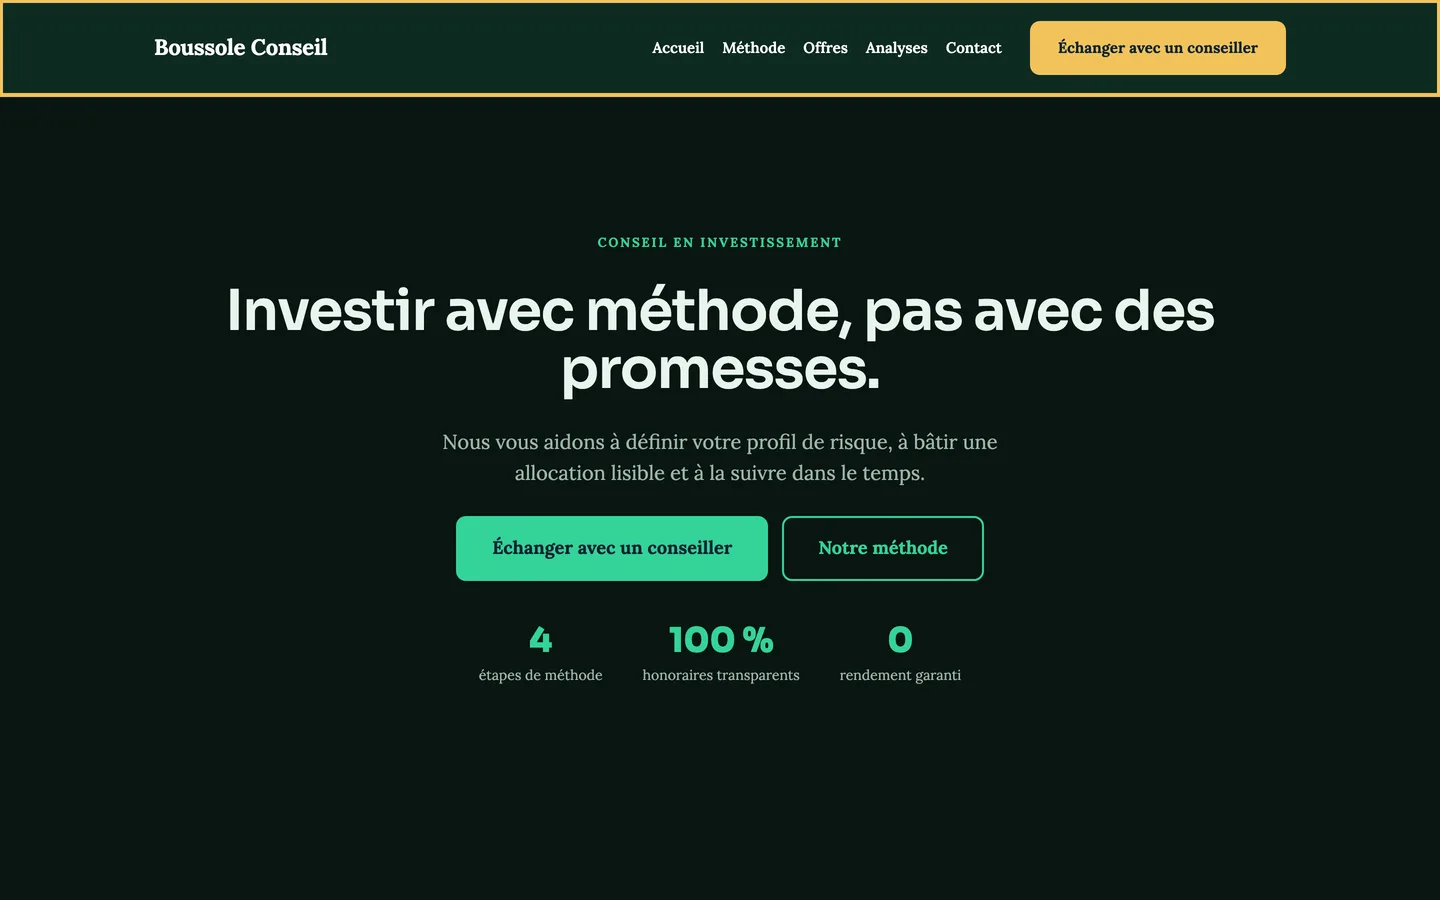 Boussole Conseil
Accueil Méthode Offres Analyses Contact Échanger avec un conseiller
CONSEIL EN INVESTISSEMENT
Investir avec méthode, pas avec des
promesses.
Nous vous aidons à définir votre profil de risque, à bâtir une
allocation lisible et à la suivre dans le temps.
Échanger avec un conseiller Notre méthode
4 100 % 0
étapes de méthode honoraires transparents rendement garanti